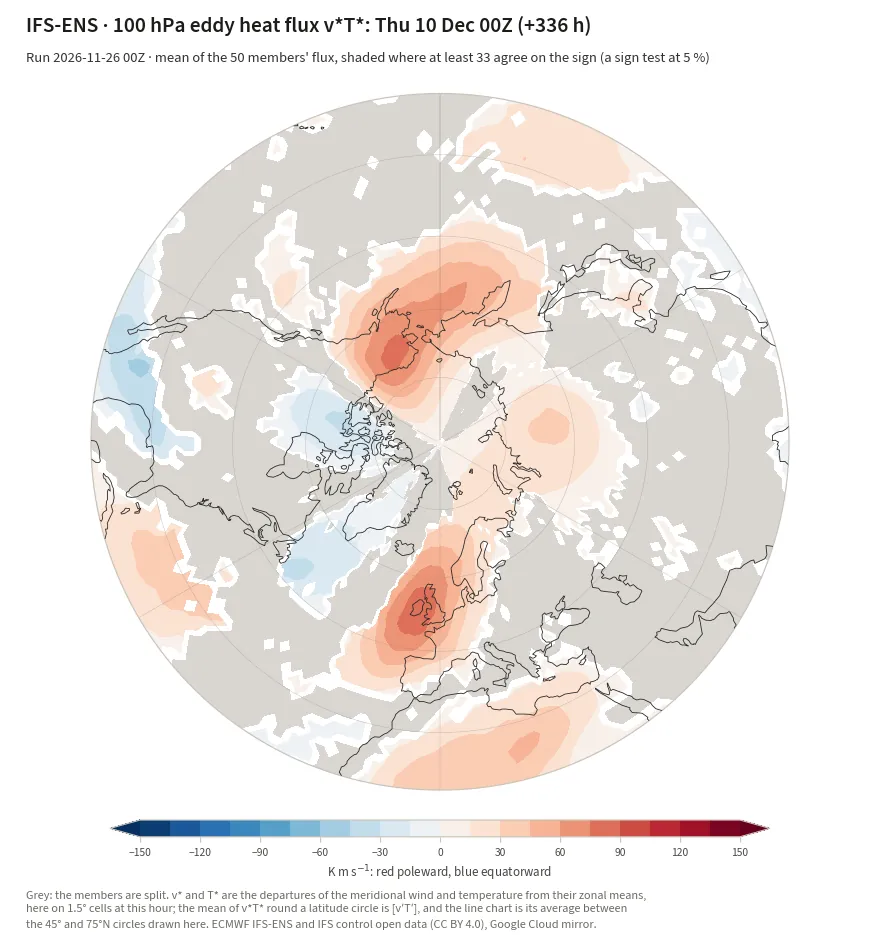 IFS-ENS · 100 hPa eddy heat flux v*T*: Thu 10 Dec 00Z (+336 h)
Run 2026-11-26 00Z · mean of the 50 members' flux, shaded where at least 33 agree on the sign (a sign test at 5 %)
−150 −120 −90 −60 −30 0 30 60 90 120 150
K m s⁻¹: red poleward, blue equatorward
Grey: the members are split. v* and T* are the departures of the meridional wind and temperature from their zonal means,
here on 1.5° cells at this hour; the mean of v*T* round a latitude circle is [v'T'], and the line chart is its average between
the 45° and 75°N circles drawn here. ECMWF IFS-ENS and IFS control open data (CC BY 4.0), Google Cloud mirror.